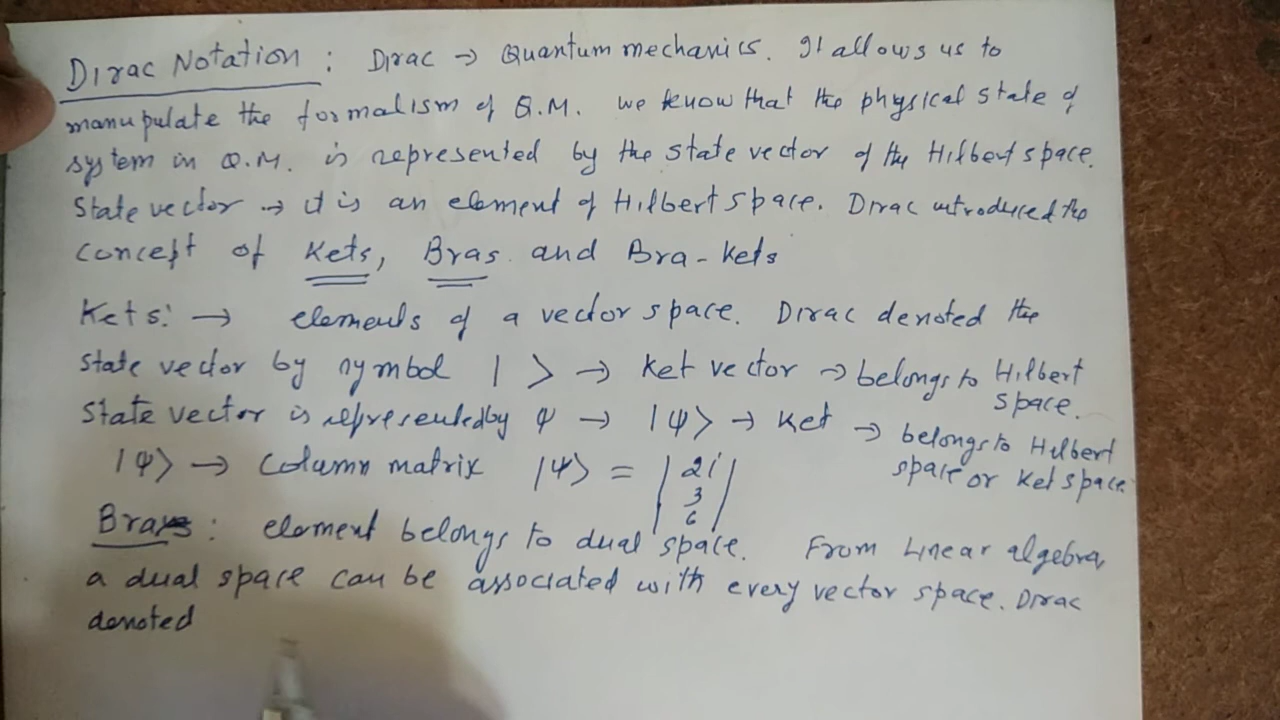 Dirac Notation : Dirac → Quantum mechanics. It allows us to
manupulate the formalism of Q.M. we know that the physical state of
system in Q.M. is represented by the state vector of the Hilbert space.
State vector → it is an element of Hilbert space. Dirac introduced the
concept of Kets, Bras and Bra-kets
Kets: → elements of a vector space. Dirac denoted the
state vector by symbol | > → Ket vector → belongs to Hilbert space.
State vector is represented by ψ → |ψ> → Ket → belongs to Hilbert space or Ket space
|ψ> → Column matrix |ψ> = | 2i 3 6 |
Bra : element belongs to dual space. From Linear algebra,
a dual space can be associated with every vector space. Dirac
denoted